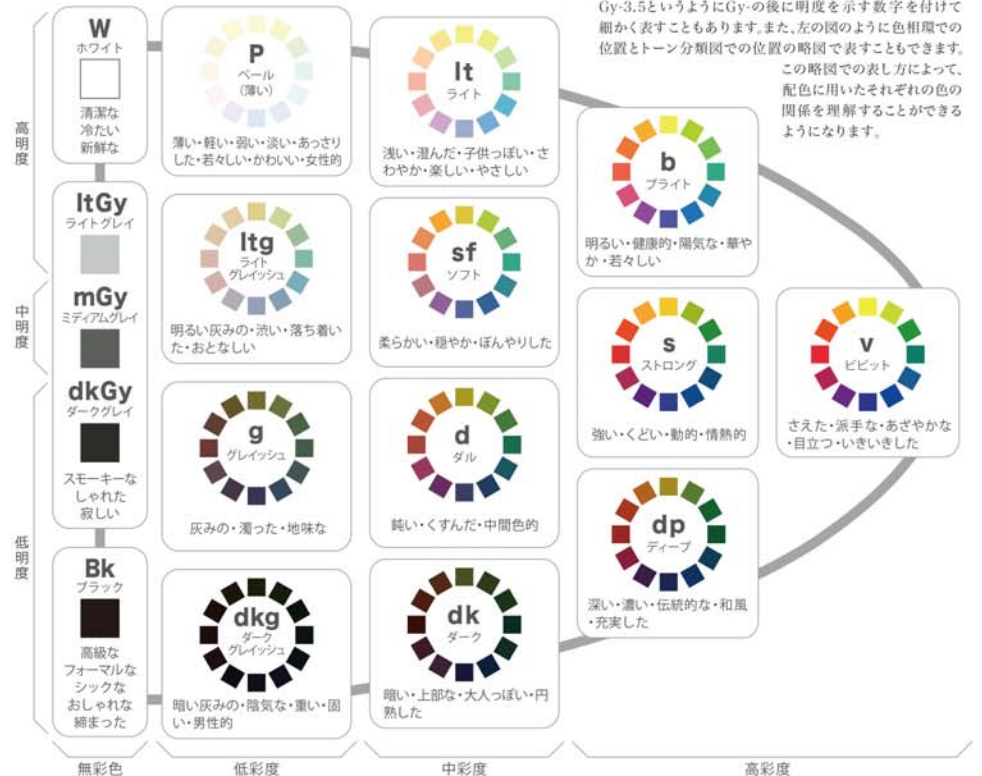 Gy-3.5というようにGy-の後に明度を示す数字を付けて
細かく表すこともあります。また、左の図のように色相環での
位置とトーン分類図での位置の略図で表すこともできます。
この略図での表し方によって、
配色に用いたそれぞれの色の
関係を理解することができる
ようになります。
高明度
中明度
低明度
W
ホワイト
清潔な
冷たい
新鮮な
ltGy
ライトグレイ
mGy
ミディアムグレイ
dkGy
ダークグレイ
スモーキーな
しゃれた
寂しい
Bk
ブラック
高級な
フォーマルな
シックな
おしゃれな
締まった
P
ペール
(薄い)
薄い・軽い・弱い・淡い・あっさり
した・若々しい・かわいい・女性的
ltg
ライト
グレイッシュ
明るい灰みの・渋い・落ち着い
た・おとなしい
g
グレイッシュ
灰みの・濁った・地味な
dkg
ダーク
グレイッシュ
暗い灰みの・陰気な・重い・固
い・男性的
lt
ライト
浅い・澄んだ・子供っぽい・さ
わやか・楽しい・やさしい
sf
ソフト
柔らかい・穏やか・ぼんやりした
d
ダル
鈍い・くすんだ・中間色的
dk
ダーク
暗い・上部な・大人っぽい・円
熟した
b
ブライト
明るい・健康的・陽気な・華や
か・若々しい
s
ストロング
強い・くどい・動的・情熱的
dp
ディープ
深い・濃い・伝統的な・和風
・充実した
v
ビビット
さえた・派手な・あざやかな
・目立つ・いきいきした
無彩色
低彩度
中彩度
高彩度